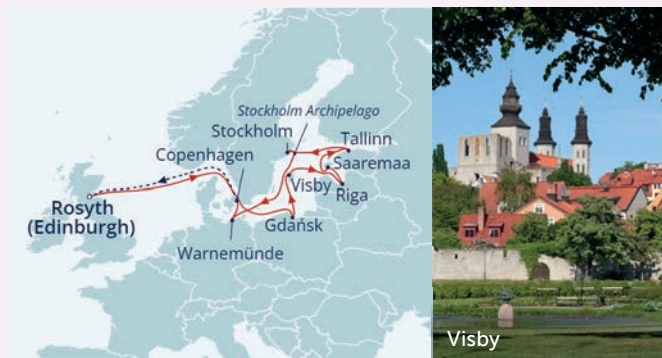 Stockholm Archipelago
Stockholm
Tallinn
Copenhagen
Saaremaa
Visby
Riga
Rosyth
(Edinburgh)
Gdańsk
Warnemünde
Visby